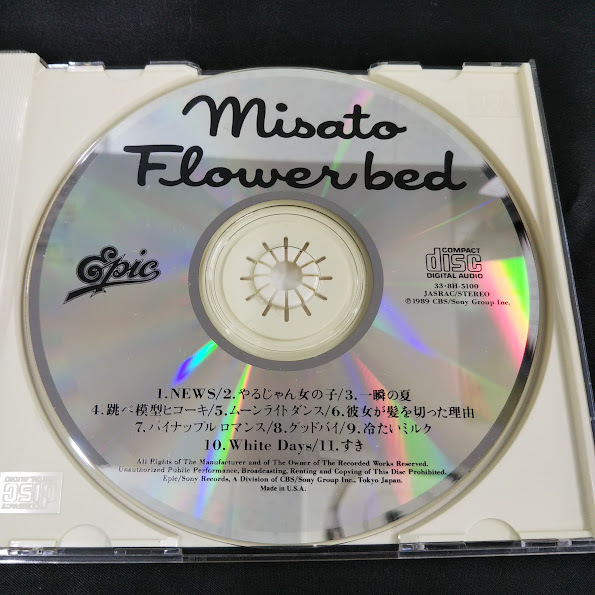 Misato
Flower bed
Epic
COMPACT
disc
DIGITAL AUDIO
33・8H-5100
JASRAC/STEREO
Ⓟ1989 CBS/Sony Group Inc.
1.NEWS/2.やるじゃん女の子/3.一瞬の夏
4.跳べ模型ヒコーキ/5.ムーンライトダンス/6.彼女が髪を切った理由
7.パイナップル ロマンス/8.グッドバイ/9.冷たいミルク
10.White Days/11.すき
All Rights of The Manufacturer and of The Owner of The Recorded Works Reserved.
Unauthorized Public Performance, Broadcasting, Renting and Copying of This Disc Prohibited.
Epic/Sony Records, A Division of CBS/Sony Group Inc., Tokyo Japan.
Made in U.S.A.